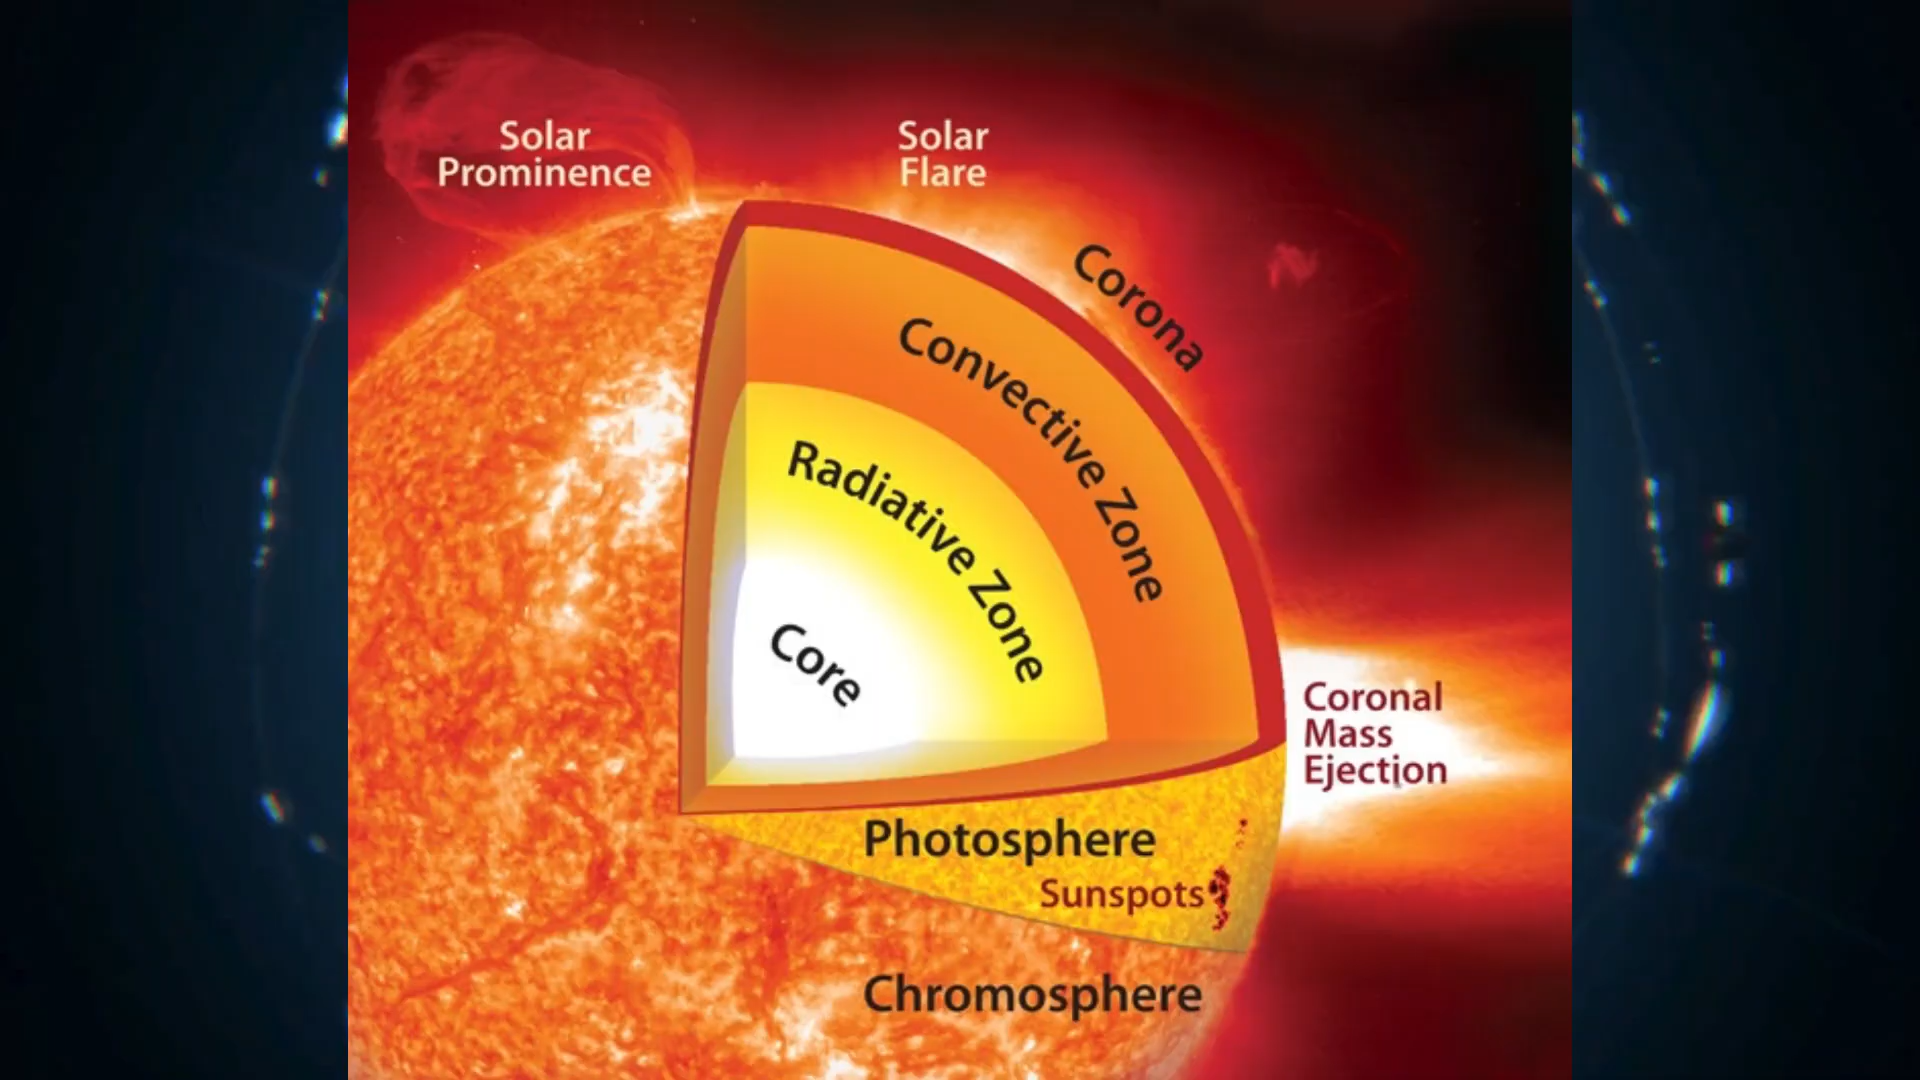 Solar
Prominence
Solar
Flare
Corona
Convective Zone
Radiative Zone
Core
Coronal
Mass
Ejection
Photosphere
Sunspots
Chromosphere